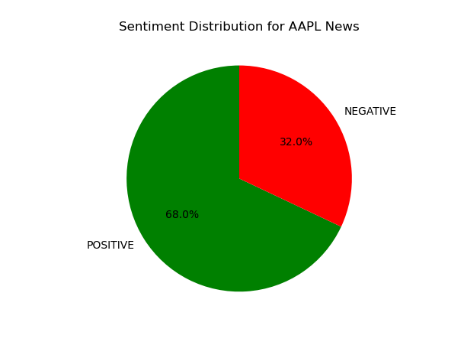 Sentiment Distribution for AAPL News
NEGATIVE
32.0%
68.0%
POSITIVE